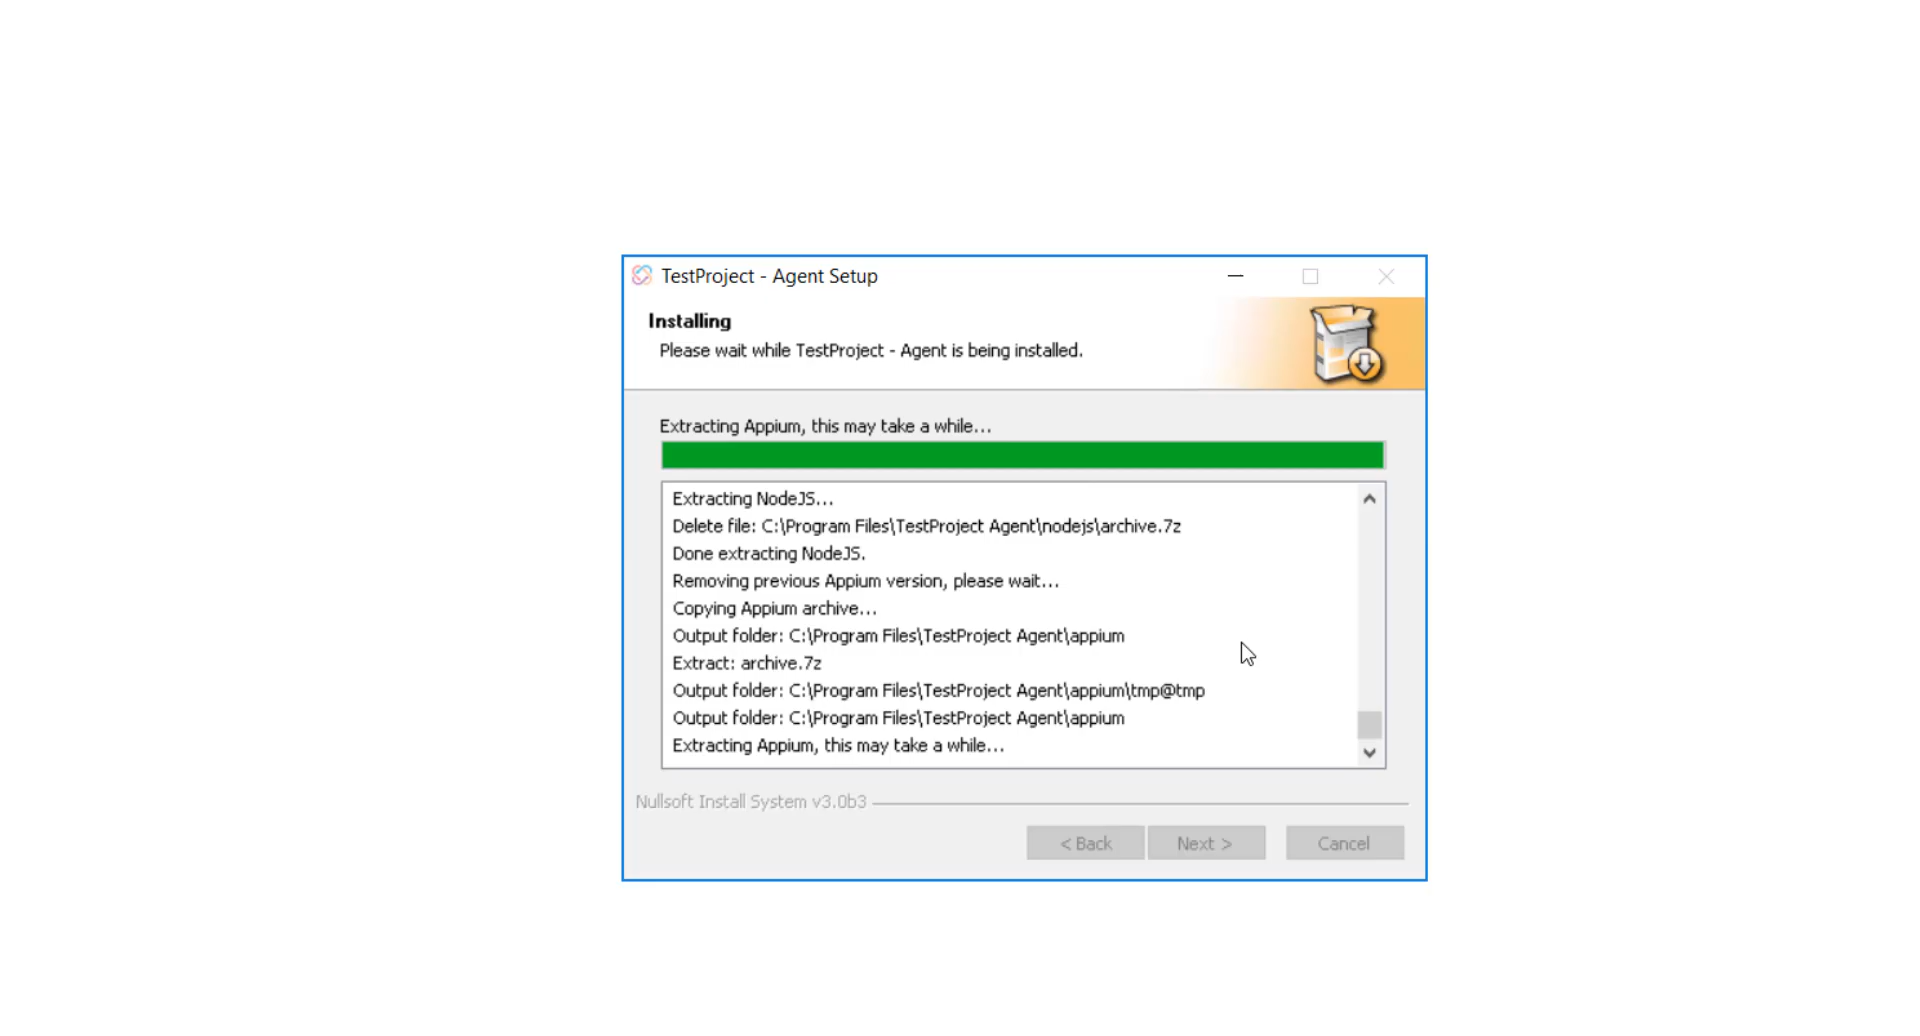 TestProject - Agent Setup
Installing
Please wait while TestProject - Agent is being installed.
Extracting Appium, this may take a while...
Extracting NodeJS...
Delete file: C:\Program Files\TestProject Agent\nodejs\archive.7z
Done extracting NodeJS.
Removing previous Appium version, please wait...
Copying Appium archive...
Output folder: C:\Program Files\TestProject Agent\appium
Extract: archive.7z
Output folder: C:\Program Files\TestProject Agent\appium\tmp@tmp
Output folder: C:\Program Files\TestProject Agent\appium
Extracting Appium, this may take a while...
Nullsoft Install System v3.0b3
< Back Next > Cancel